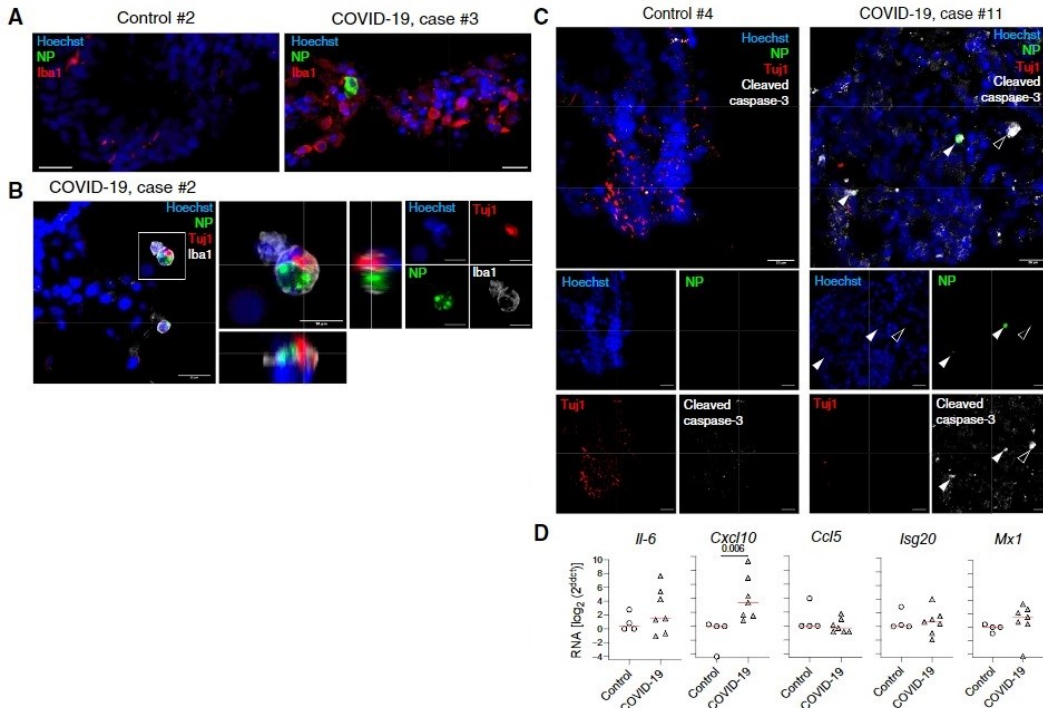 A
Control #2
COVID-19, case #3
Hoechst
NP
Iba1
Hoechst
NP
Iba1
B
COVID-19, case #2
Hoechst
NP
Tuj1
Iba1
Hoechst
Tuj1
NP
Iba1
C
Control #4
COVID-19, case #11
Hoechst
NP
Tuj1
Cleaved
caspase-3
Hoechst
NP
Tuj1
Cleaved
caspase-3
Hoechst
NP
Hoechst
NP
Tuj1
Cleaved
caspase-3
Tuj1
Cleaved
caspase-3
D
Il-6
Cxcl10
Ccl5
Isg20
Mx1
0.006
RNA [log2 (2^ddct)]
10
8
6
4
2
0
−2
−4
Control
COVID-19
Control
COVID-19
Control
COVID-19
Control
COVID-19
Control
COVID-19